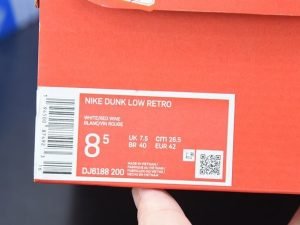 NIKE DUNK LOW RETRO
WHITE/RED WINE
BLANC/VIN ROUGE
8.5
UK 7.5 cm 26.5
BR 40 EUR 42
DJ6188 200
MADE IN VIETNAM